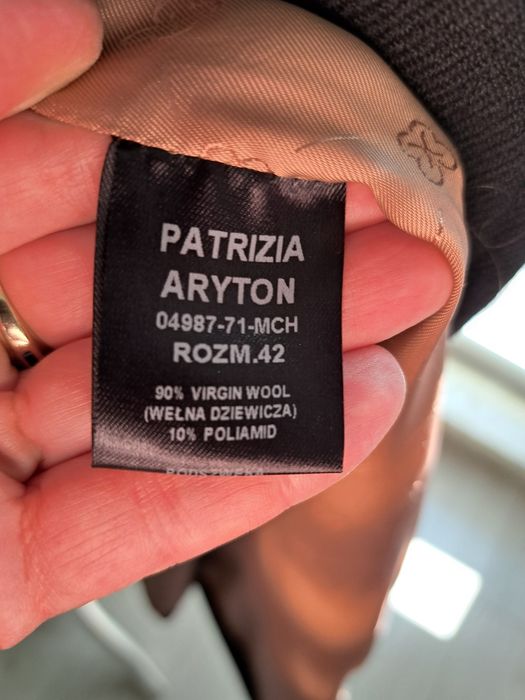 PATRIZIA
ARYTON
04987-71-MCH
ROZM.42
90% VIRGIN WOOL
(WEŁNA DZIEWICZA)
10% POLIAMID